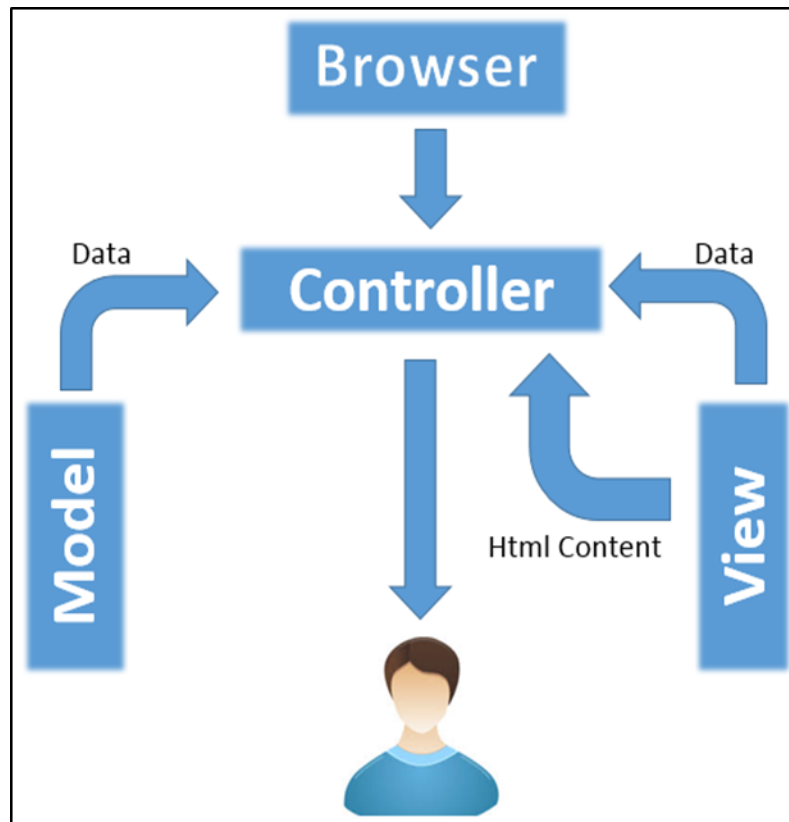 Browser
Data
Data
Controller
Model
Html Content
View